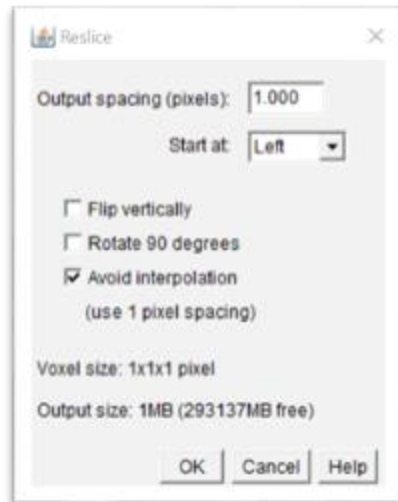 Reslice
Output spacing (pixels): 1.000
Start at: Left
Flip vertically
Rotate 90 degrees
Avoid interpolation
(use 1 pixel spacing)
Voxel size: 1x1x1 pixel
Output size: 1MB (293137MB free)
OK Cancel Help